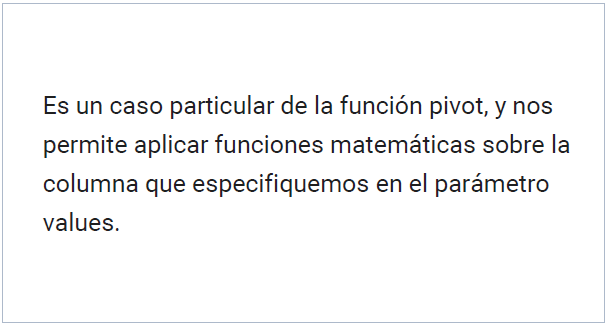 Es un caso particular de la función pivot, y nos
permite aplicar funciones matemáticas sobre la
columna que especifiquemos en el parámetro
values.